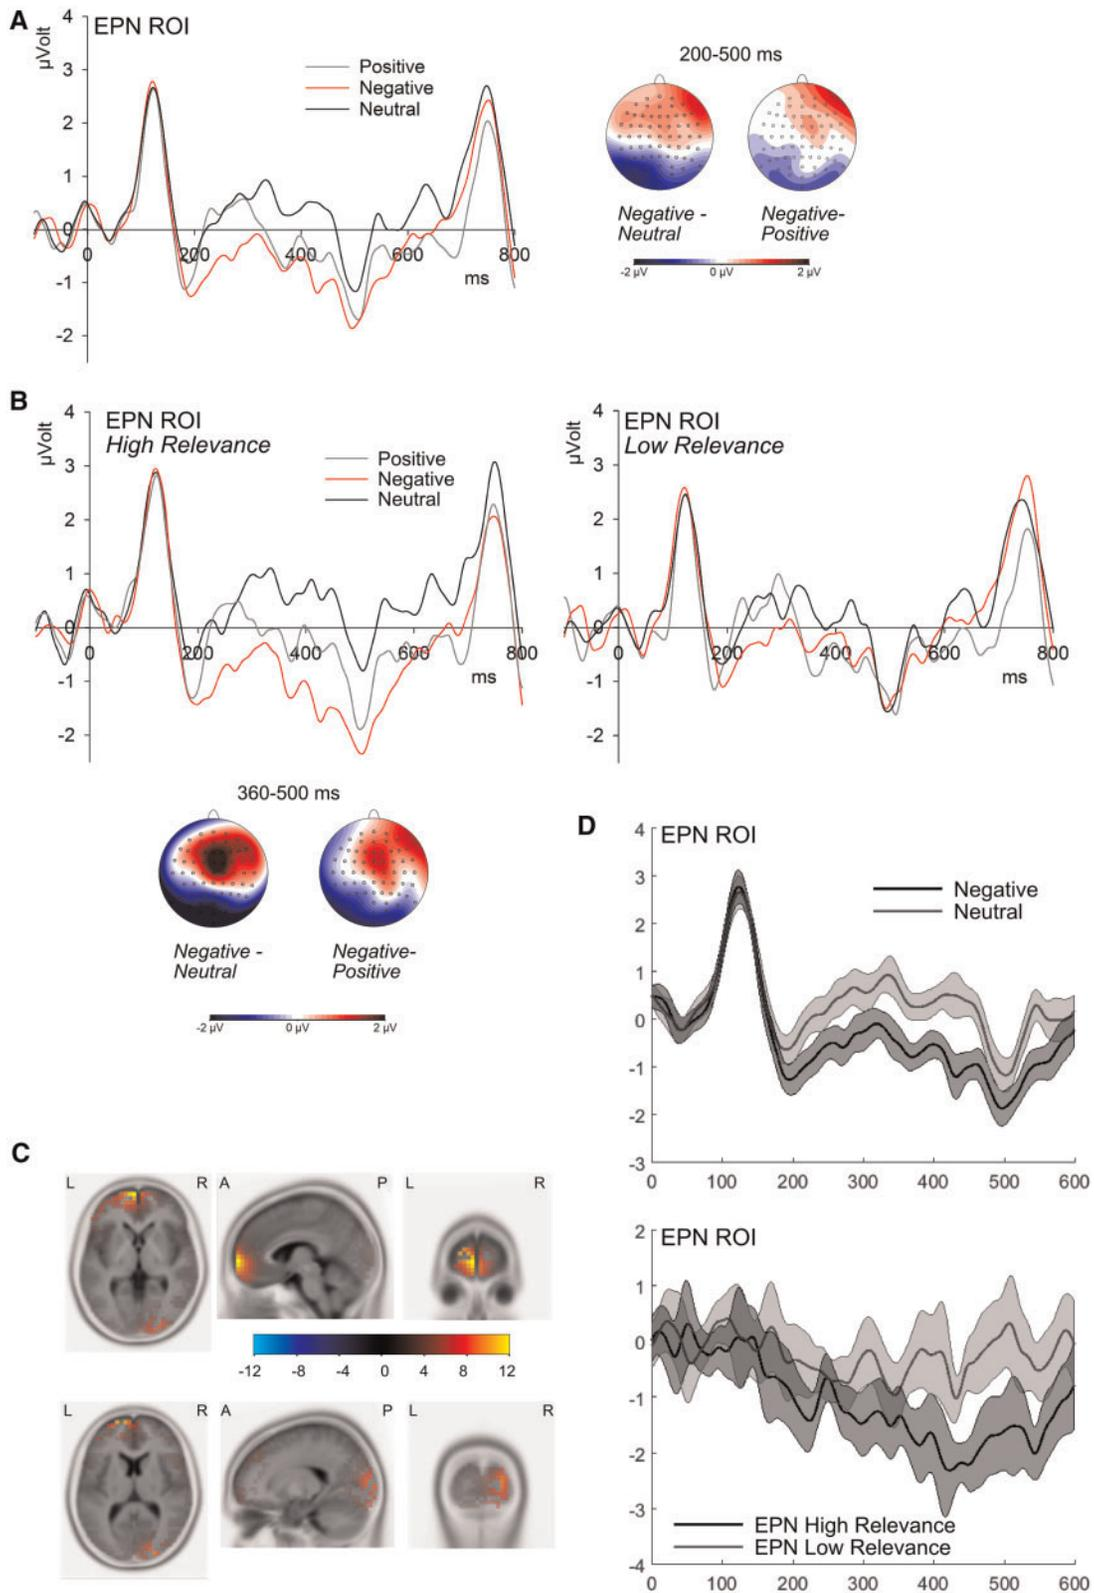 A
EPN ROI
µVolt
4
3
2
1
0
-1
-2
0
200
400
600
800
ms
Positive
Negative
Neutral
200-500 ms
Negative -
Neutral
Negative-
Positive
-2 µV
0 µV
2 µV
B
EPN ROI
High Relevance
µVolt
4
3
2
1
0
-1
-2
0
200
400
600
800
ms
Positive
Negative
Neutral
EPN ROI
Low Relevance
µVolt
4
3
2
1
0
-1
-2
0
200
400
600
800
ms
360-500 ms
Negative -
Neutral
Negative-
Positive
-2 µV
0 µV
2 µV
C
L
R
A
P
L
R
-12
-8
-4
0
4
8
12
L
R
A
P
L
R
D
EPN ROI
4
3
2
1
0
-1
-2
-3
0
100
200
300
400
500
600
Negative
Neutral
EPN ROI
2
1
0
-1
-2
-3
-4
0
100
200
300
400
500
600
EPN High Relevance
EPN Low Relevance